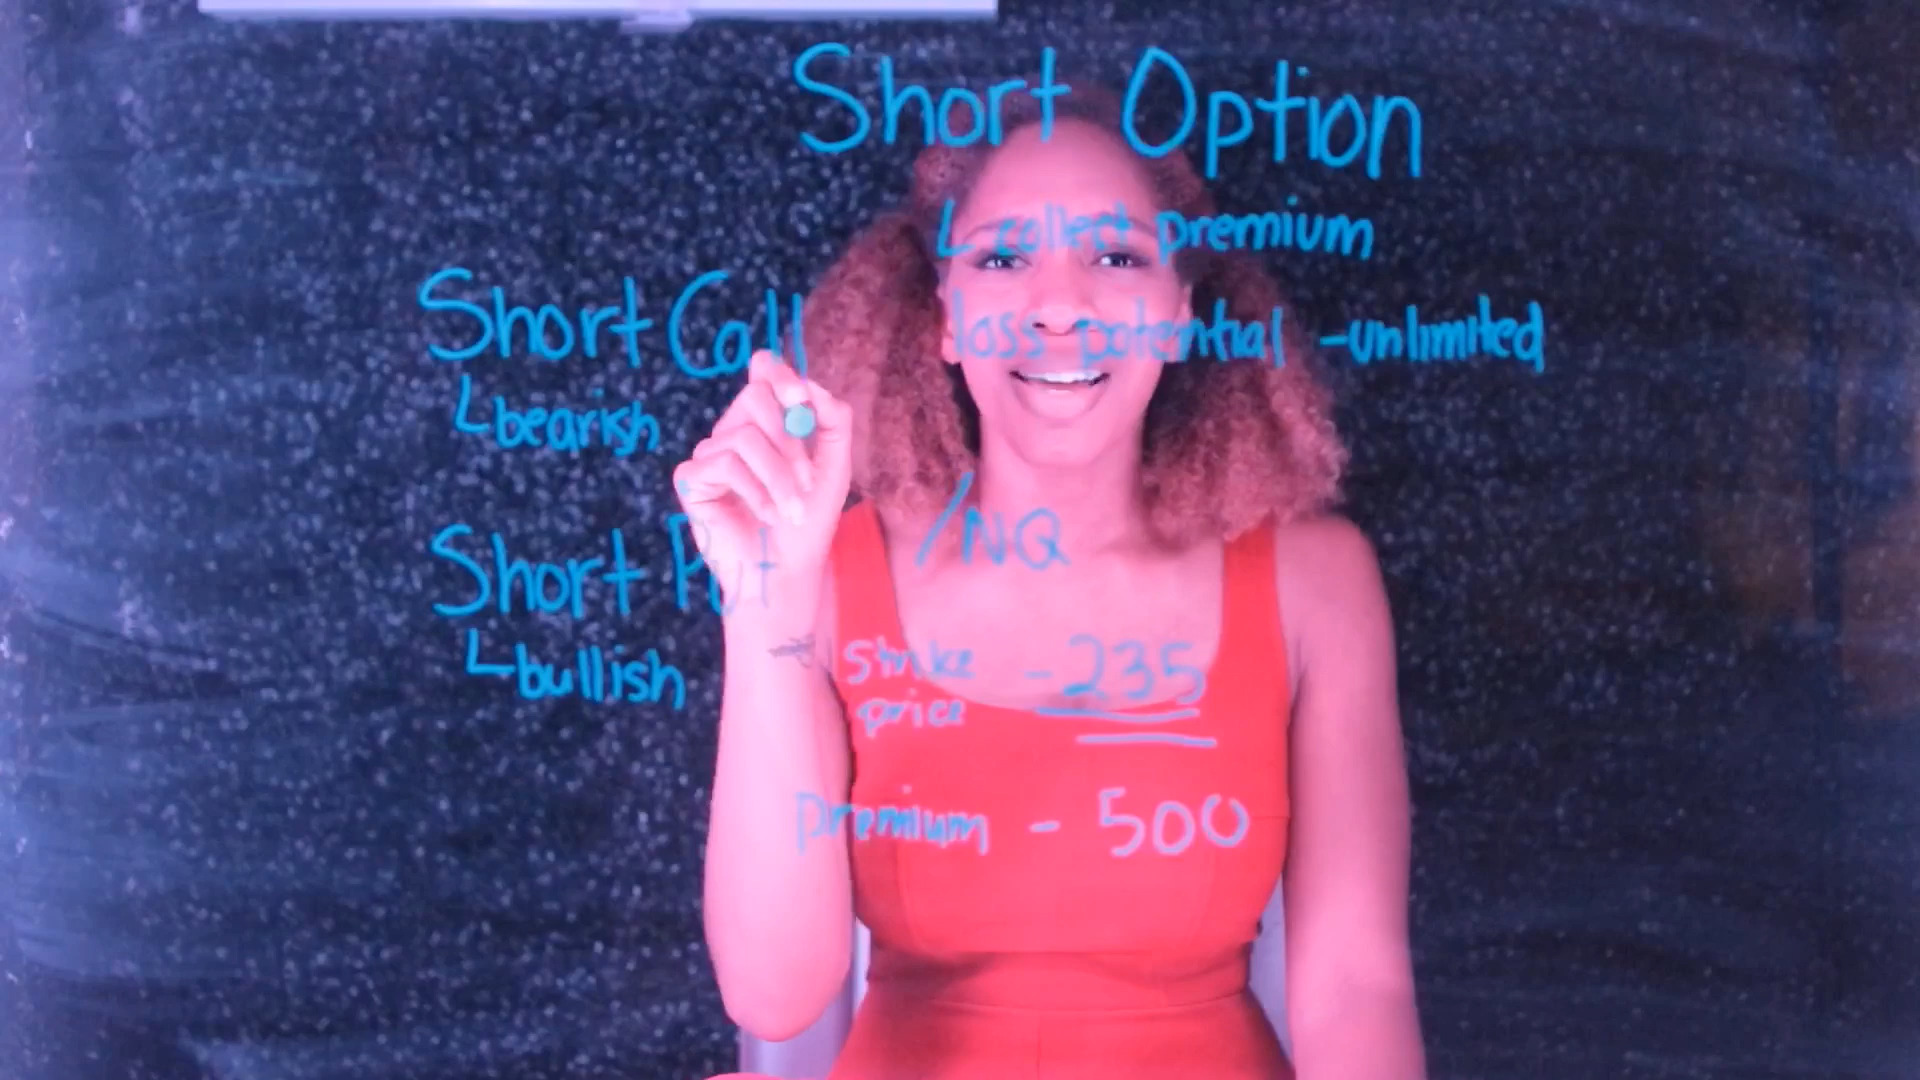 Short Option
L collect premium
Short Call
loss potential - unlimited
L bearish
/NQ
Short Put
L bullish
strike price - 235
premium - 500